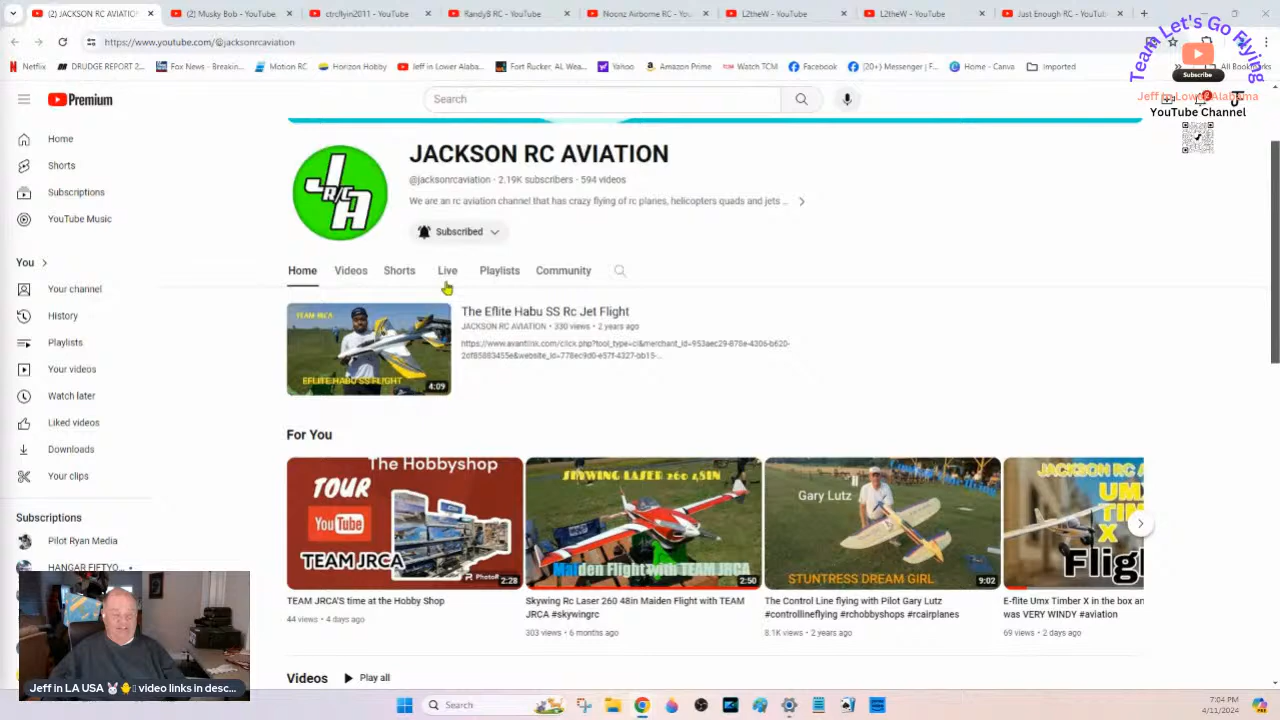 (2) YouTube
(2) Musky Bob - YouTube
ctrcflyin2011 - YouTube
RandyB RC - YouTube
Noonz Airborne RC - YouTube
L2theW - YouTube
L2theW - YouTube
Just Enough RC - YouTube
https://www.youtube.com/@jacksonrcaviation
Netflix
DRUDGE REPORT 2...
Fox News - Breakin...
Motion RC
Horizon Hobby
Jeff in Lower Alaba...
Fort Rucker, AL Wea...
Yahoo
Amazon Prime
Watch TCM
Facebook
(20+) Messenger | F...
Home - Canva
Imported
All Bookmarks
Team Let's Go Flying
Subscribe
Jeff in Lower Alabama
YouTube Channel
Premium
Search
Home
Shorts
Subscriptions
YouTube Music
You
Your channel
History
Playlists
Your videos
Watch later
Liked videos
Downloads
Your clips
Subscriptions
Pilot Ryan Media
HANGAR FIFTYO...
JRCA
JACKSON RC AVIATION
@jacksonrcaviation · 2.19K subscribers · 594 videos
We are an rc aviation channel that has crazy flying of rc planes, helicopters quads and jets ...
Subscribed
Home Videos Shorts Live Playlists Community
TEAM JRCA
EFLITE HABU SS FLIGHT
4:09
The Eflite Habu SS Rc Jet Flight
JACKSON RC AVIATION · 330 views · 2 years ago
For You
The Hobbyshop
TOUR
YouTube
TEAM JRCA
2:28
TEAM JRCA'S time at the Hobby Shop
44 views · 4 days ago
SKYWING LASER 260 48IN
Maiden Flight with TEAM JRCA
2:50
Skywing Rc Laser 260 48in Maiden Flight with TEAM
JRCA #skywingrc
303 views · 6 months ago
Gary Lutz
STUNTRESS DREAM GIRL
9:02
The Control Line flying with Pilot Gary Lutz
#controllineflying #rchobbyshops #rcairplanes
8.1K views · 2 years ago
JACKSON RC A
UM
TIM
X
Fligh
E-flite Umx Timber X in the box an
was VERY WINDY #aviation
69 views · 2 days ago
Videos
Play all
Jeff in LA USA 🐰🐥 video links in desc...
Search
7:04 PM
4/11/2024